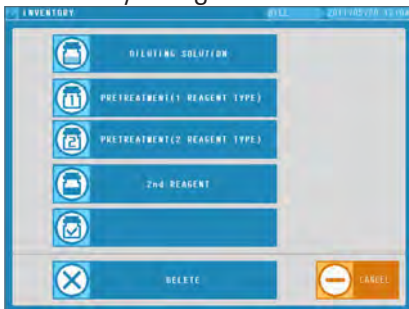 INVENTORY
DILUTING SOLUTION
PRETREATMENT(1 REAGENT TYPE)
PRETREATMENT(2 REAGENT TYPE)
2nd REAGENT
DELETE
CANCEL